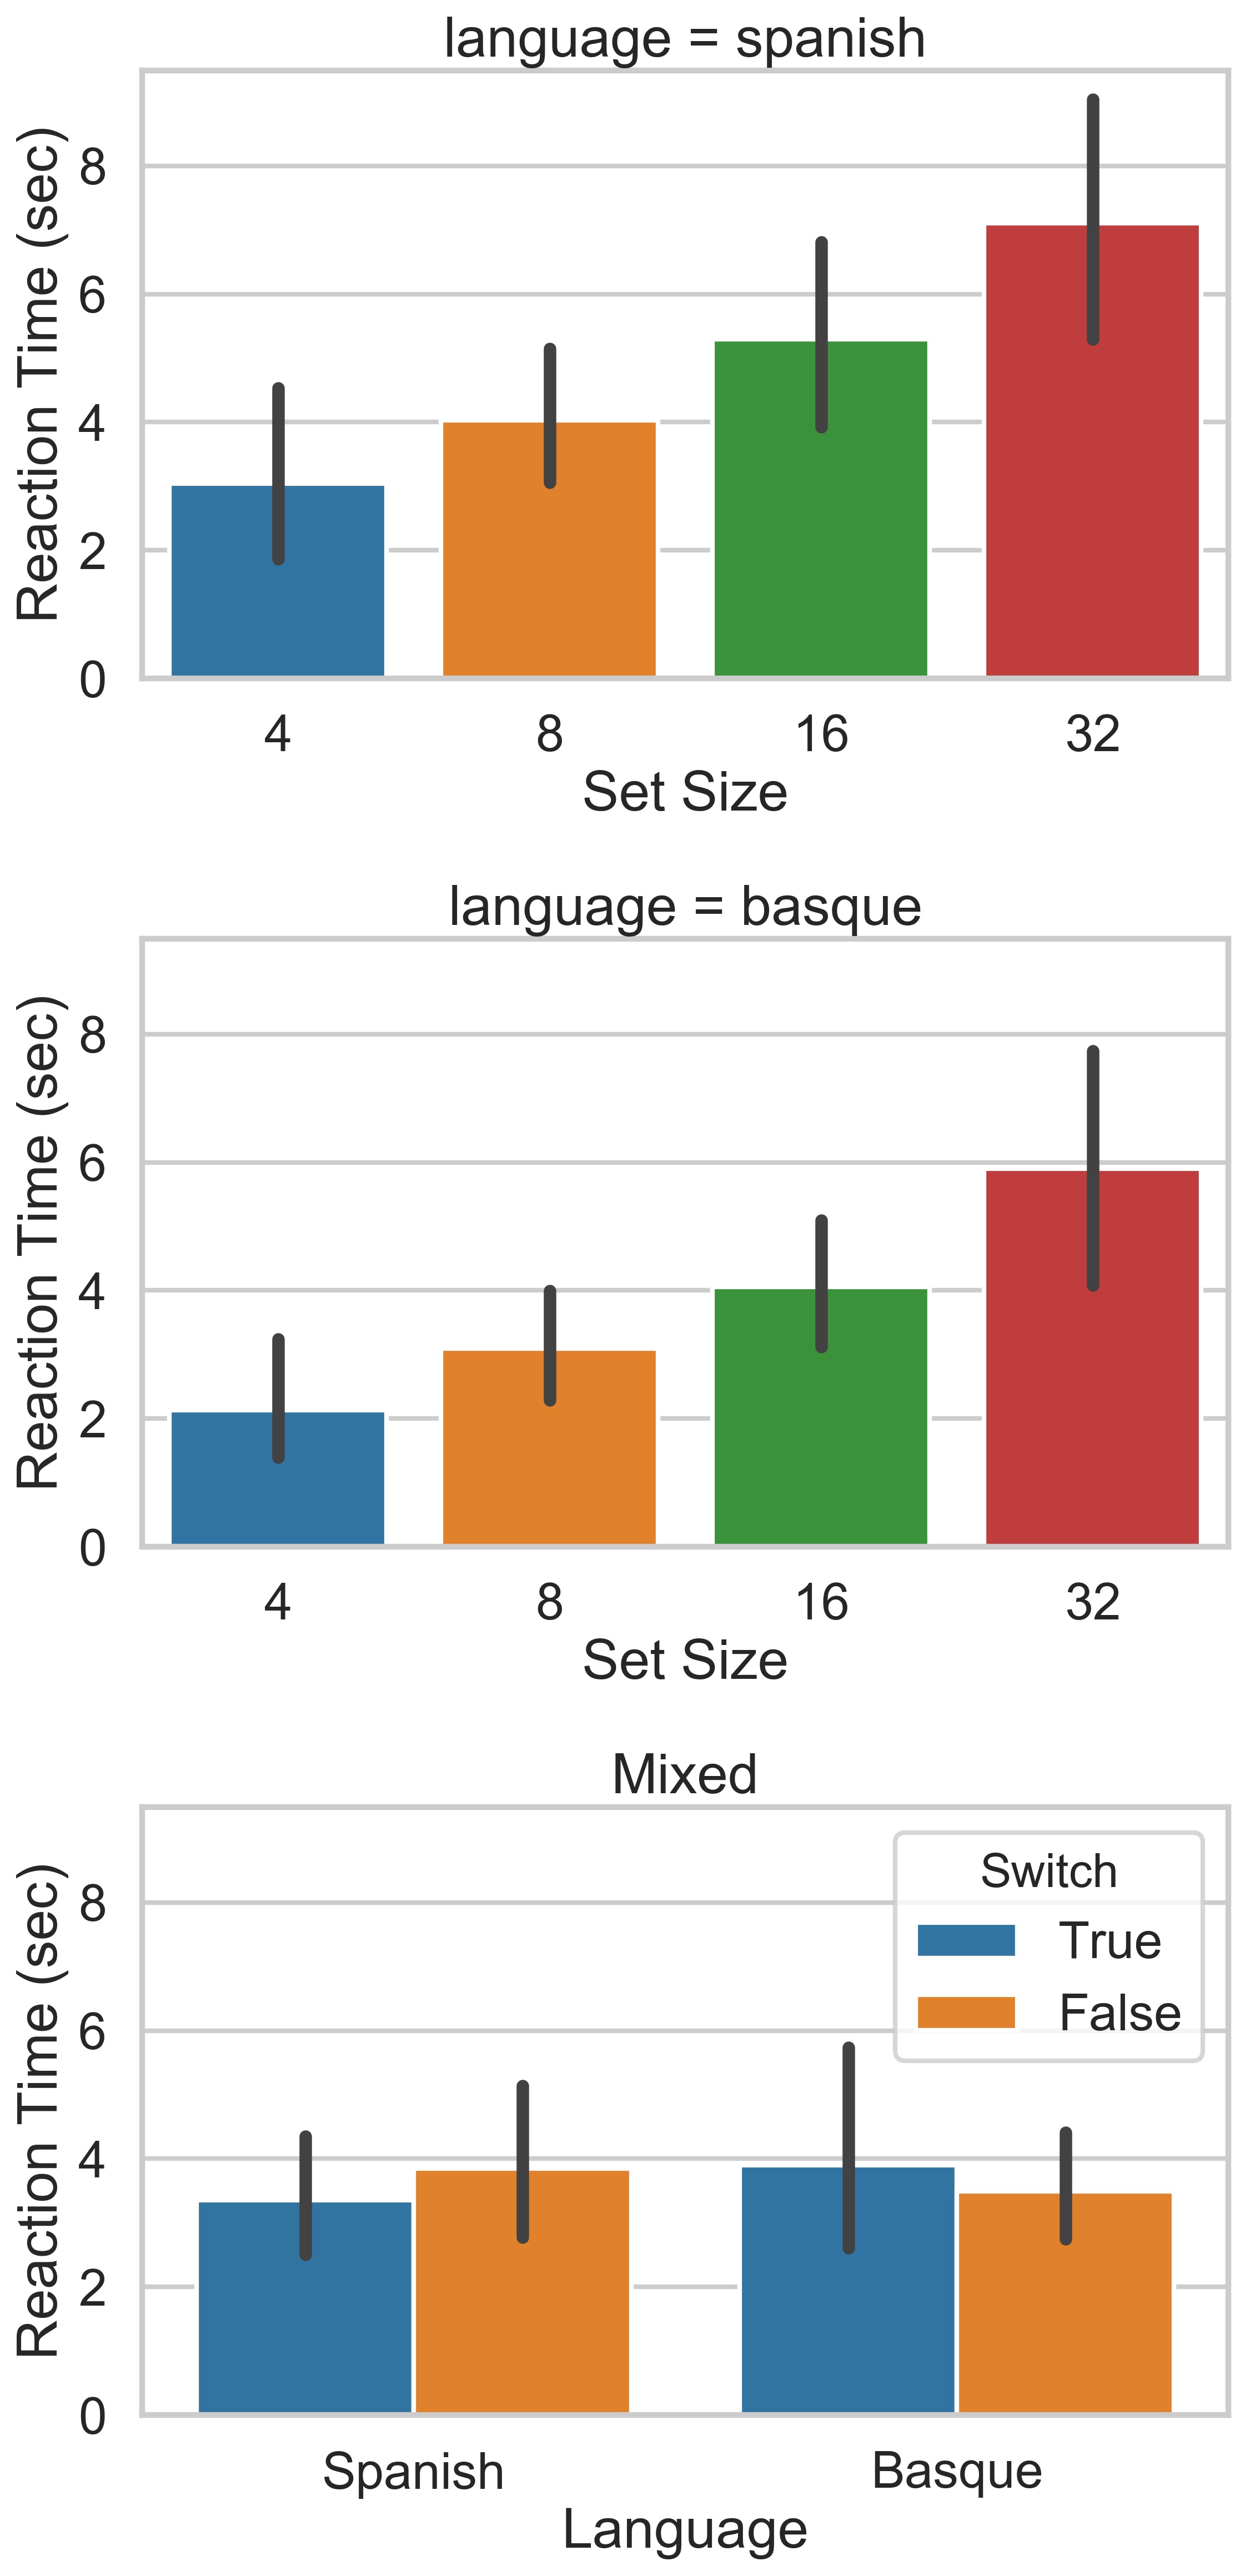 language = spanish
Reaction Time (sec)
8
6
4
2
0
4 8 16 32
Set Size
language = basque
Reaction Time (sec)
8
6
4
2
0
4 8 16 32
Set Size
Mixed
Reaction Time (sec)
8
6
4
2
0
Switch
True
False
Spanish Basque
Language